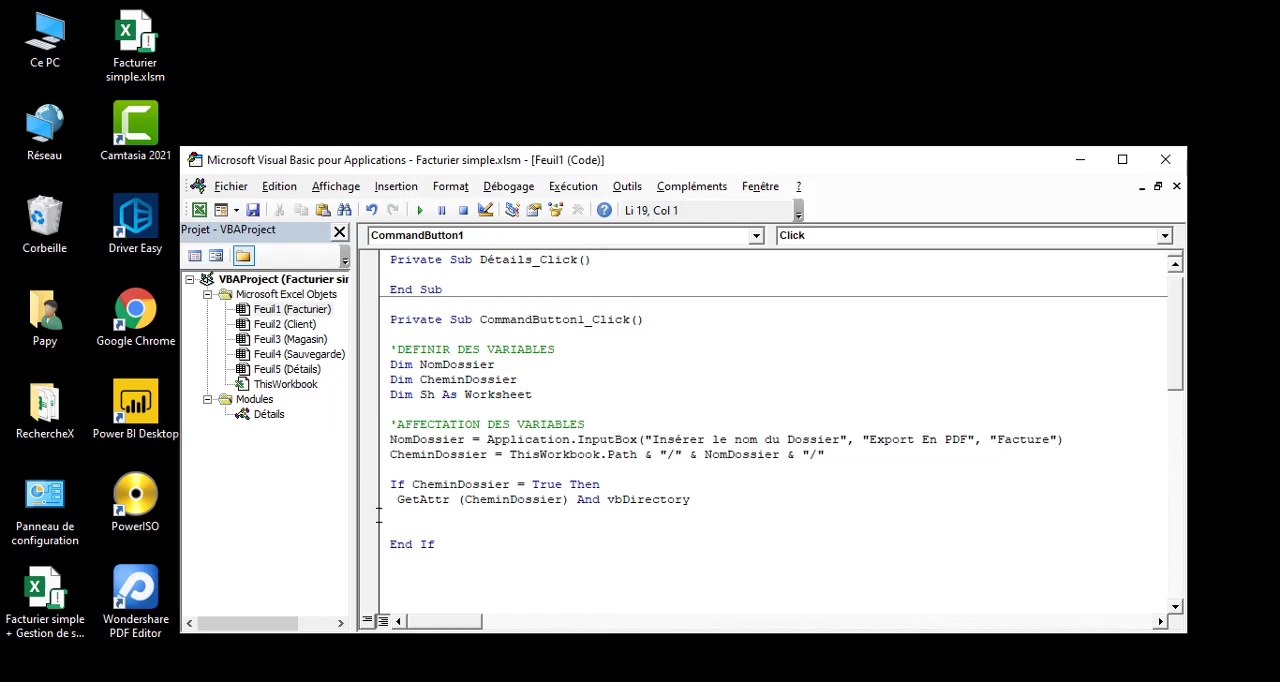 Ce PC
Facturier
simple.xlsm
Réseau
Camtasia 2021
Corbeille
Driver Easy
Papy
Google Chrome
RechercheX
Power BI Desktop
Panneau de
configuration
PowerISO
Facturier simple
+ Gestion de s...
Wondershare
PDF Editor
Microsoft Visual Basic pour Applications - Facturier simple.xlsm - [Feuil1 (Code)]
Fichier Edition Affichage Insertion Format Débogage Exécution Outils Compléments Fenêtre ?
Li 19, Col 1
Projet - VBAProject
VBAProject (Facturier sim
Microsoft Excel Objets
Feuil1 (Facturier)
Feuil2 (Client)
Feuil3 (Magasin)
Feuil4 (Sauvegarde)
Feuil5 (Détails)
ThisWorkbook
Modules
Détails
CommandButton1
Click
Private Sub Détails_Click()
End Sub
Private Sub CommandButton1_Click()
'DEFINIR DES VARIABLES
Dim NomDossier
Dim CheminDossier
Dim Sh As Worksheet
'AFFECTATION DES VARIABLES
NomDossier = Application.InputBox("Insérer le nom du Dossier", "Export En PDF", "Facture")
CheminDossier = ThisWorkbook.Path & "/" & NomDossier & "/"
If CheminDossier = True Then
GetAttr (CheminDossier) And vbDirectory
End If